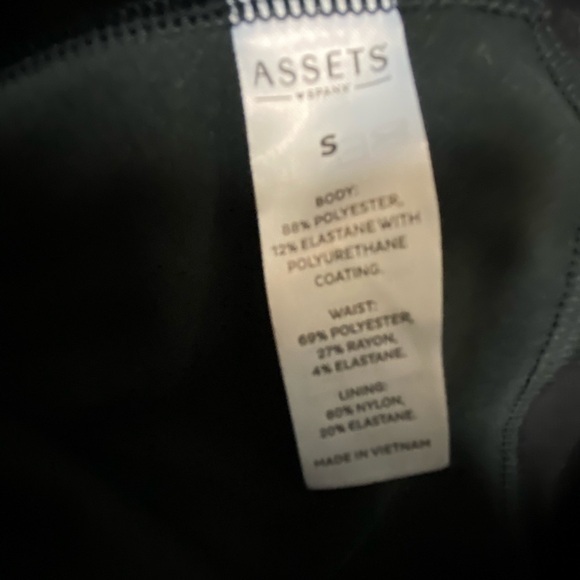 ASSETS
S
BODY:
88% POLYESTER,
12% ELASTANE WITH
POLYURETHANE
COATING.
WAIST:
69% POLYESTER,
27% RAYON,
4% ELASTANE.
LINING:
80% NYLON,
20% ELASTANE.
MADE IN VIETNAM